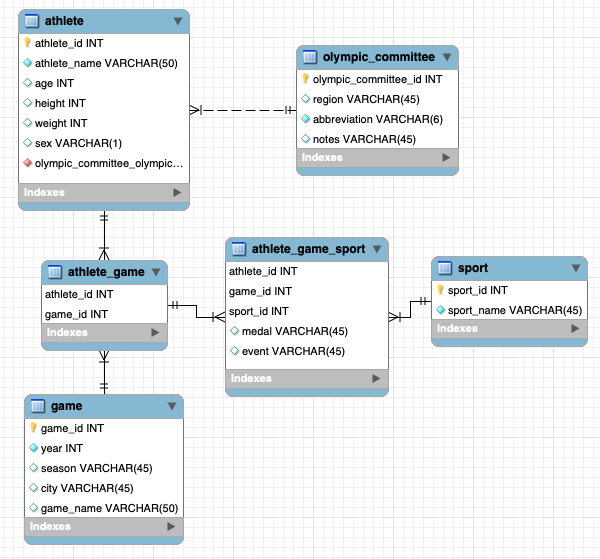 athlete
athlete_id INT
athlete_name VARCHAR(50)
age INT
height INT
weight INT
sex VARCHAR(1)
olympic_committee_olympic...
Indexes
olympic_committee
olympic_committee_id INT
region VARCHAR(45)
abbreviation VARCHAR(6)
notes VARCHAR(45)
Indexes
athlete_game
athlete_id INT
game_id INT
Indexes
athlete_game_sport
athlete_id INT
game_id INT
sport_id INT
medal VARCHAR(45)
event VARCHAR(45)
Indexes
sport
sport_id INT
sport_name VARCHAR(45)
Indexes
game
game_id INT
year INT
season VARCHAR(45)
city VARCHAR(45)
game_name VARCHAR(50)
Indexes